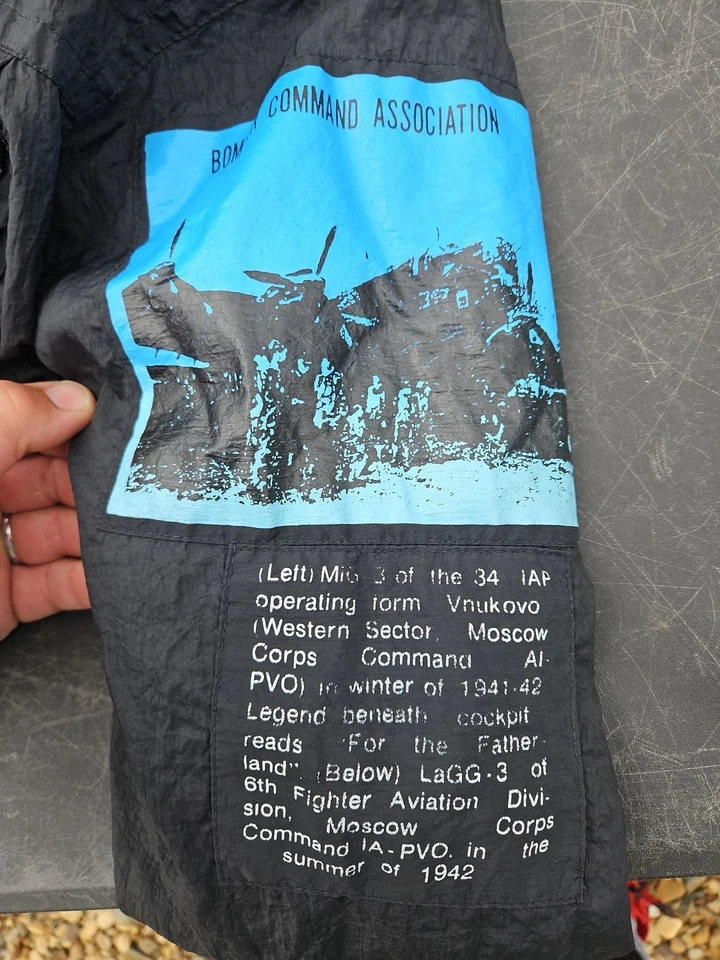 COMMAND ASSOCIATION
(Left) MiG 3 of the 34 IAP
operating form Vnukovo
(Western Sector, Moscow
Corps Command AI-
PVO) in winter of 1941-42
Legend beneath cockpit
reads "For the Father-
land". (Below) LaGG-3 of
6th Fighter Aviation Divi-
sion, Moscow Corps
Command IA-PVO. in the
summer of 1942